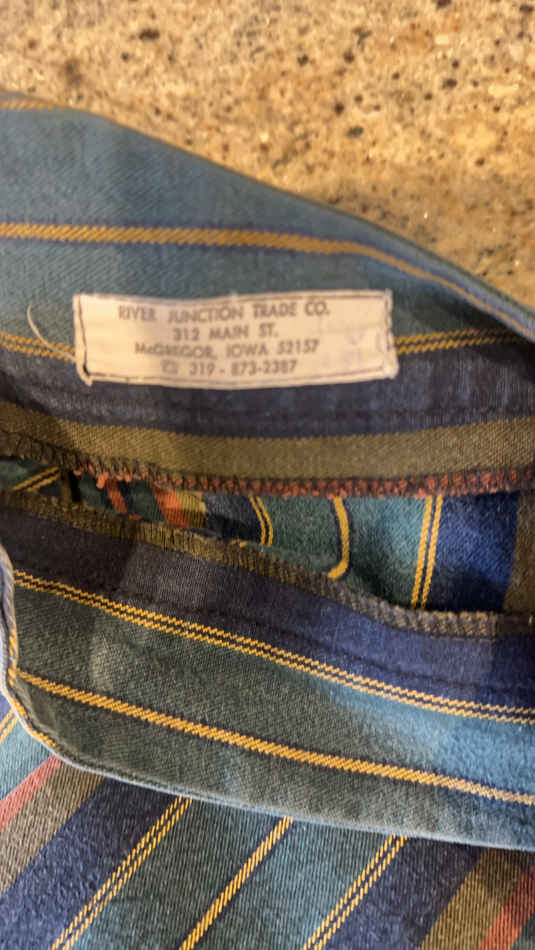 RIVER JUNCTION TRADE CO.
312 MAIN ST.
McGREGOR, IOWA 52157
☎ 319-873-2387